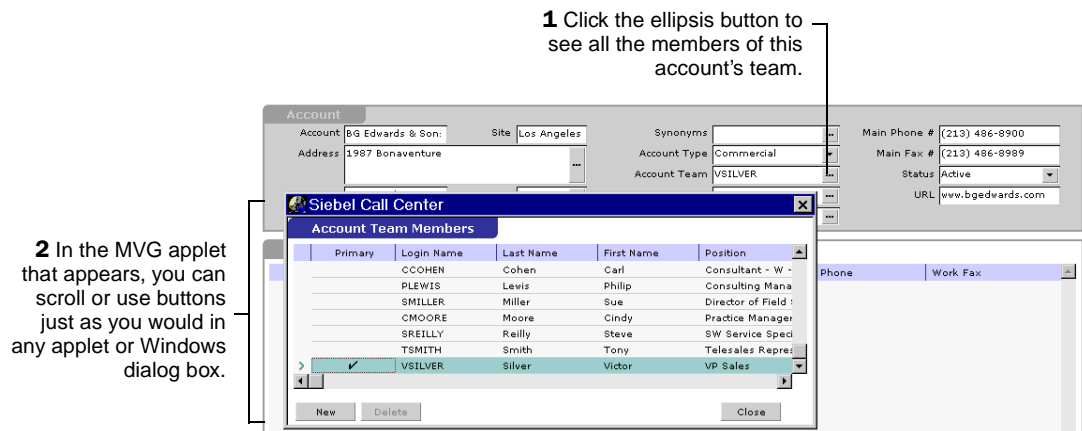 1 Click the ellipsis button to
see all the members of this
account's team.
Account
Account BG Edwards & Son: Site Los Angeles Synonyms ... Main Phone # (213) 486-8900
Address 1987 Bonaventure ... Account Type Commercial Main Fax # (213) 486-8989
Account Team VSILVER ... Status Active
... URL www.bgedwards.com
...
2 In the MVG applet
that appears, you can
scroll or use buttons
just as you would in
any applet or Windows
dialog box.
Siebel Call Center
Account Team Members
Primary Login Name Last Name First Name Position
CCOHEN Cohen Carl Consultant - W -
PLEWIS Lewis Philip Consulting Mana
SMILLER Miller Sue Director of Field
CMOORE Moore Cindy Practice Manager
SREILLY Reilly Steve SW Service Speci
TSMITH Smith Tony Telesales Repres
VSILVER Silver Victor VP Sales
New Delete Close
Phone Work Fax